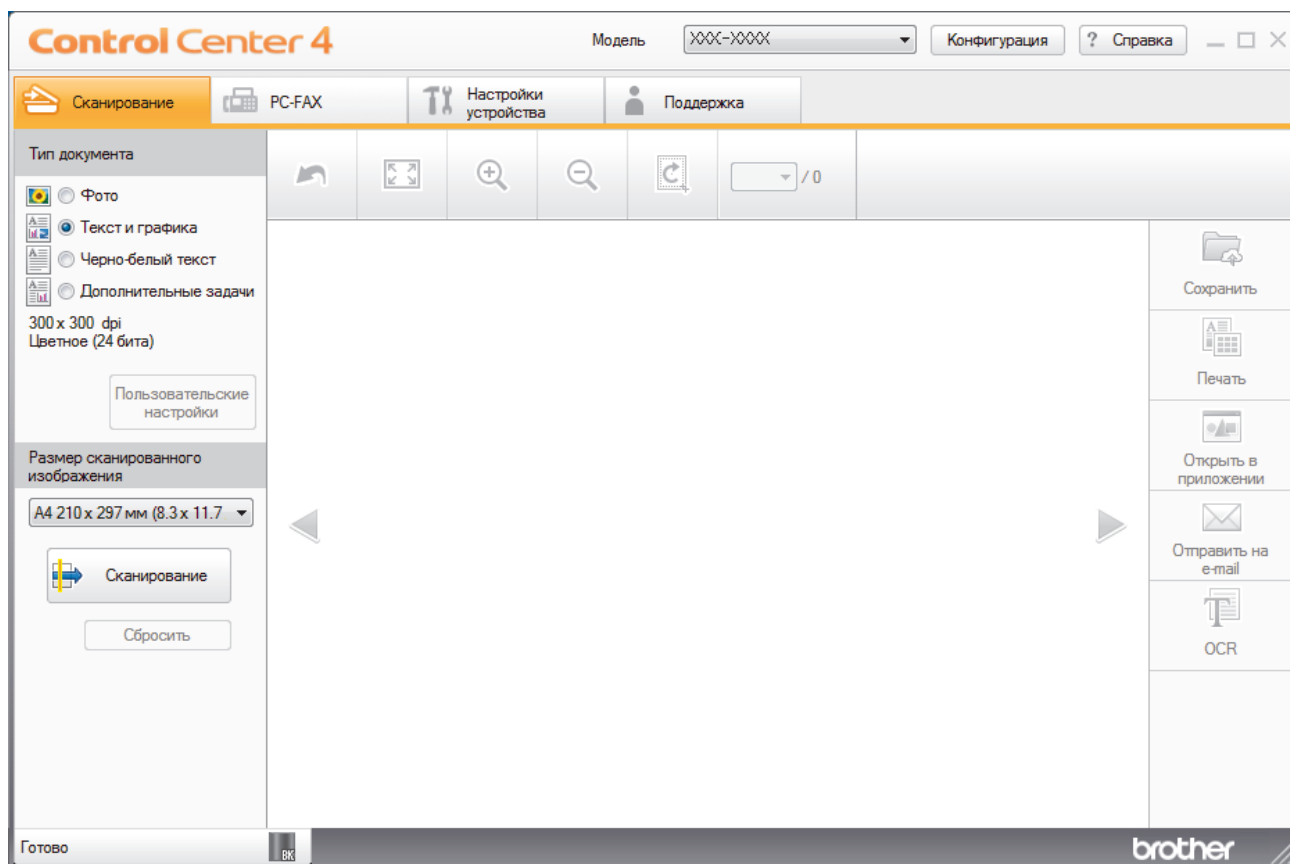 Control Center 4
Модель
XXX-XXXX
Конфигурация
? Справка
Сканирование
PC-FAX
Настройки
устройства
Поддержка
Тип документа
Фото
Текст и графика
Черно-белый текст
Дополнительные задачи
300 x 300 dpi
Цветное (24 бита)
Пользовательские
настройки
Размер сканированного
изображения
A4 210 x 297 мм (8.3 x 11.7
Сканирование
Сбросить
/ 0
Сохранить
Печать
Открыть в
приложении
Отправить на
e-mail
OCR
Готово
BK
brother